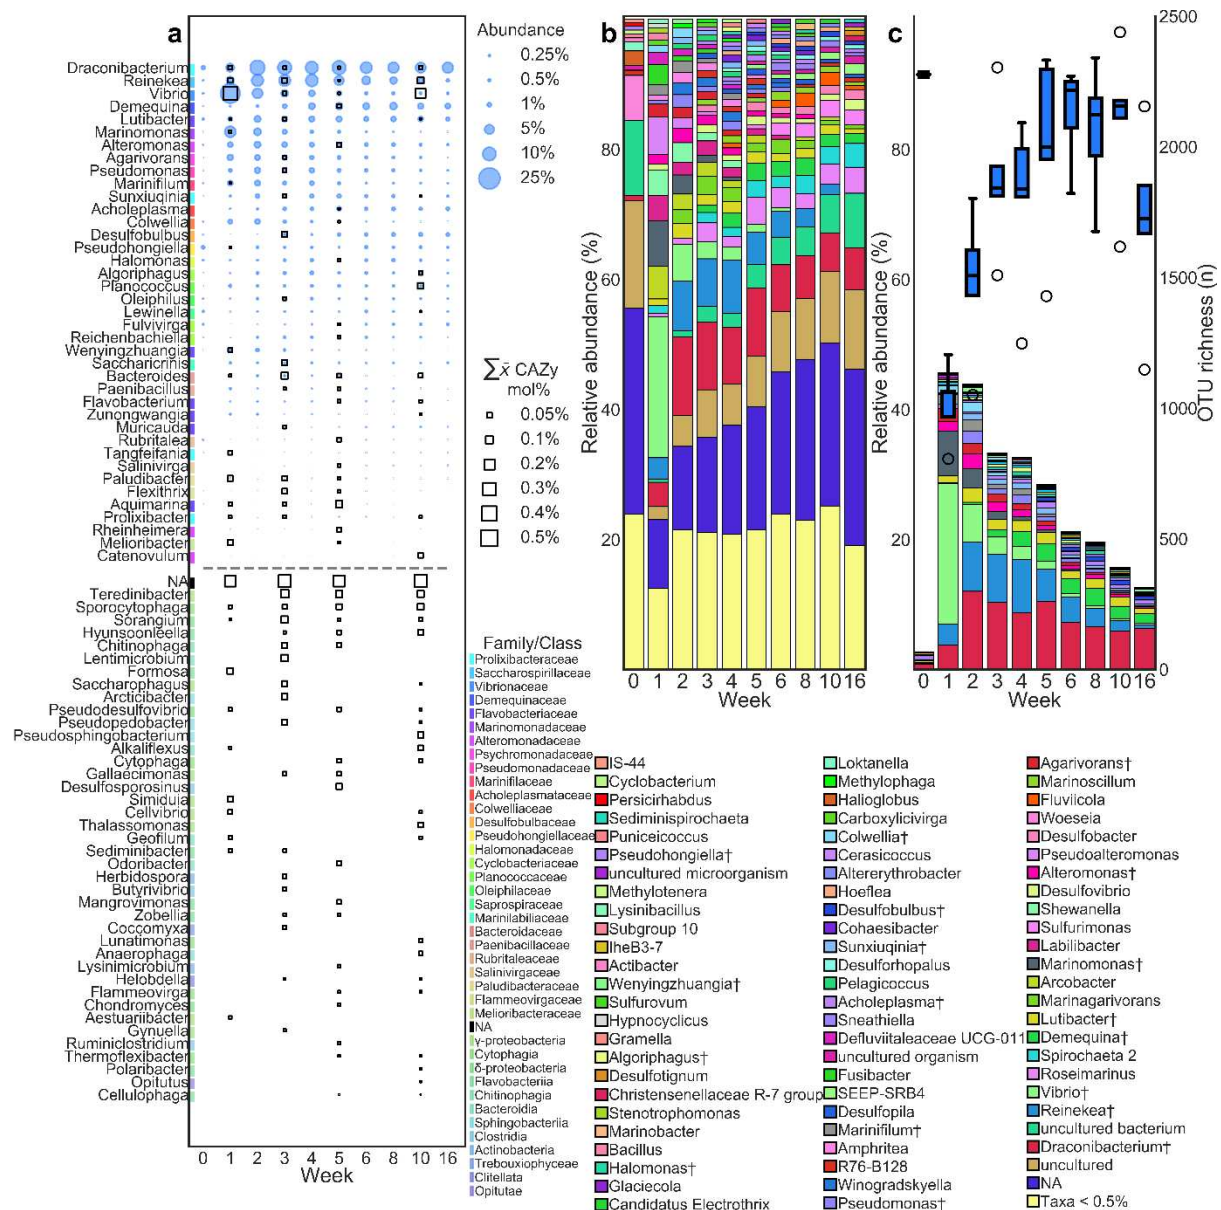 a
Draconibacterium
Reinekea
Vibrio
Demequina
Lutibacter
Marinomonas
Alteromonas
Agarivorans
Pseudomonas
Marinifilum
Sunxiuqinia
Acholeplasma
Colwellia
Desulfobulbus
Pseudohongiella
Halomonas
Algoriphagus
Planococcus
Oleiphilus
Lewinella
Fulvivirga
Reichenbachiella
Wenyingzhuangia
Saccharicrinis
Bacteroides
Paenibacillus
Flavobacterium
Zunongwangia
Muricauda
Rubritalea
Tangfeifania
Salinivirga
Paludibacter
Flexithrix
Aquimarina
Prolixibacter
Rheinheimera
Melioribacter
Catenovulum
NA
Teredinibacter
Sporocytophaga
Sorangium
Hyunsoonleella
Chitinophaga
Lentimicrobium
Formosa
Saccharophagus
Arcticibacter
Pseudodesulfovibrio
Pseudopedobacter
Pseudosphingobacterium
Alkaliflexus
Cytophaga
Gallaecimonas
Desulfosporosinus
Simiduia
Cellvibrio
Thalassomonas
Geofilum
Sediminibacter
Odoribacter
Herbidospora
Butyrivibrio
Mangrovimonas
Zobellia
Coccomyxa
Lunatimonas
Anaerophaga
Lysinimicrobium
Helobdella
Flammeovirga
Chondromyces
Aestuariibacter
Gynuella
Ruminiclostridium
Thermoflexibacter
Polaribacter
Opitutus
Cellulophaga
0 1 2 3 4 5 6 8 10 16
Week
Abundance
0.25%
0.5%
1%
5%
10%
25%
∑x̄ CAZy
mol%
0.05%
0.1%
0.2%
0.3%
0.4%
0.5%
Family/Class
Prolixibacteraceae
Saccharospirillaceae
Vibrionaceae
Demequinaceae
Flavobacteriaceae
Marinomonadaceae
Alteromonadaceae
Psychromonadaceae
Pseudomonadaceae
Marinifilaceae
Acholeplasmataceae
Colwelliaceae
Desulfobulbaceae
Pseudohongiellaceae
Halomonadaceae
Cyclobacteriaceae
Planococcaceae
Oleiphilaceae
Saprospiraceae
Marinilabiliaceae
Bacteroidaceae
Paenibacillaceae
Rubritaleaceae
Salinivirgaceae
Paludibacteraceae
Flammeovirgaceae
Melioribacteraceae
NA
γ-proteobacteria
Cytophagia
δ-proteobacteria
Flavobacteriia
Chitinophagia
Bacteroidia
Sphingobacteriia
Clostridia
Actinobacteria
Trebouxiophyceae
Clitellata
Opitutae
b
Relative abundance (%)
80
60
40
20
0 1 2 3 4 5 6 8 10 16
Week
c
Relative abundance (%)
80
60
40
20
OTU richness (n)
2500
2000
1500
1000
500
0
0 1 2 3 4 5 6 8 10 16
Week
IS-44
Cyclobacterium
Persicirhabdus
Sediminispirochaeta
Puniceicoccus
Pseudohongiella†
uncultured microorganism
Methylotenera
Lysinibacillus
Subgroup 10
IheB3-7
Actibacter
Wenyingzhuangia†
Sulfurovum
Hypnocyclicus
Gramella
Algoriphagus†
Desulfotignum
Christensenellaceae R-7 group
Stenotrophomonas
Marinobacter
Bacillus
Halomonas†
Glaciecola
Candidatus Electrothrix
Loktanella
Methylophaga
Halioglobus
Carboxylicivirga
Colwellia†
Cerasicoccus
Altererythrobacter
Hoeflea
Desulfobulbus†
Cohaesibacter
Sunxiuqinia†
Desulforhopalus
Pelagicoccus
Acholeplasma†
Sneathiella
Defluviitaleaceae UCG-011
uncultured organism
Fusibacter
SEEP-SRB4
Desulfopila
Marinifilum†
Amphritea
R76-B128
Winogradskyella
Pseudomonas†
Agarivorans†
Marinoscillum
Fluviicola
Woeseia
Desulfobacter
Pseudoalteromonas
Alteromonas†
Desulfovibrio
Shewanella
Sulfurimonas
Labilibacter
Marinomonas†
Arcobacter
Marinagarivorans
Lutibacter†
Demequina†
Spirochaeta 2
Roseimarinus
Vibrio†
Reinekea†
uncultured bacterium
Draconibacterium†
uncultured
NA
Taxa < 0.5%